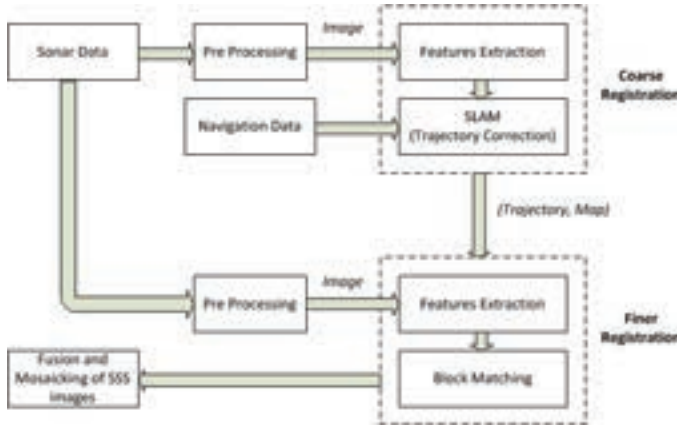 Image
Sonar Data
Pre Processing
Features Extraction
Coarse
Registration
Navigation Data
SLAM
(Trajectory Correction)
(Trajectory, Map)
Image
Pre Processing
Features Extraction
Finer
Registration
Fusion and
Mosaicking of SSS
images
Block Matching